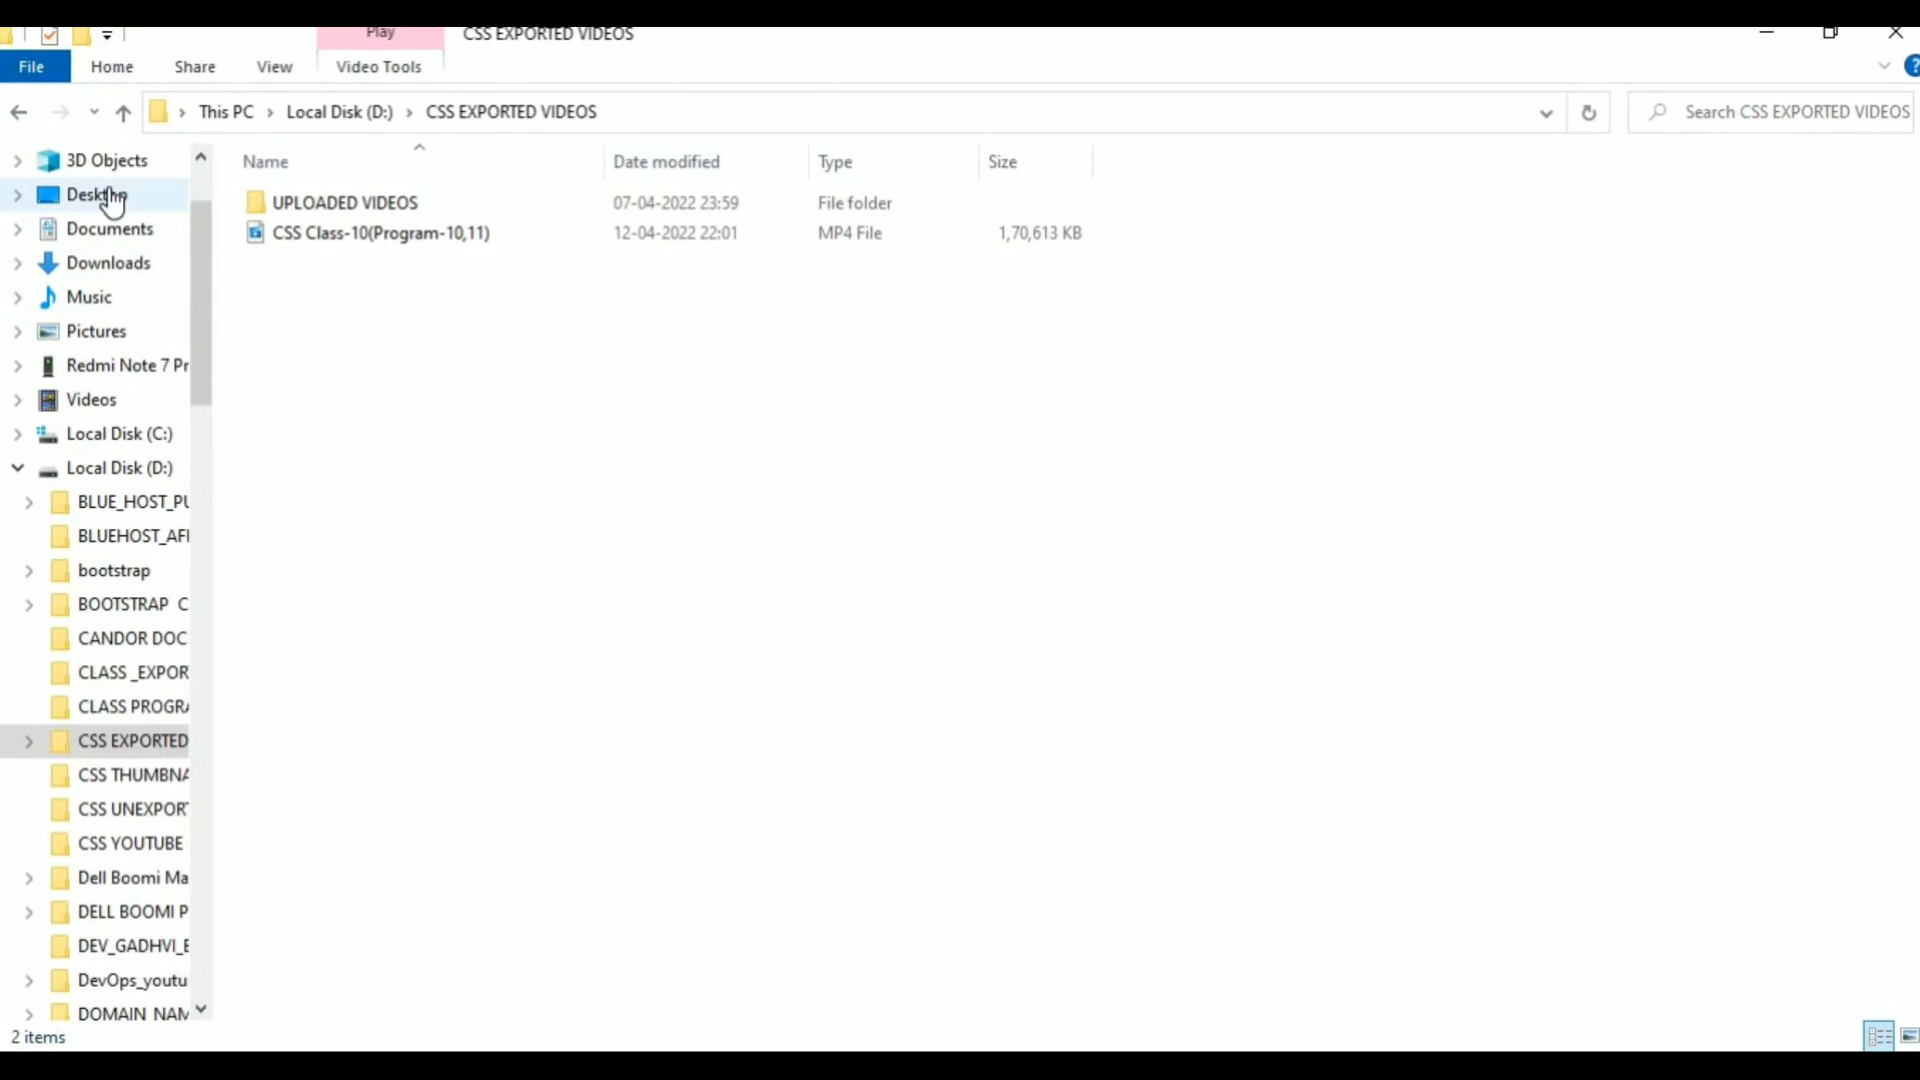 Play
CSS EXPORTED VIDEOS
File Home Share View Video Tools
?
This PC > Local Disk (D:) > CSS EXPORTED VIDEOS
Search CSS EXPORTED VIDEOS
Name Date modified Type Size
UPLOADED VIDEOS 07-04-2022 23:59 File folder
CSS Class-10(Program-10,11) 12-04-2022 22:01 MP4 File 1,70,613 KB
3D Objects
Desktop
Documents
Downloads
Music
Pictures
Redmi Note 7 Pr
Videos
Local Disk (C:)
Local Disk (D:)
BLUE_HOST_PU
BLUEHOST_AFI
bootstrap
BOOTSTRAP C
CANDOR DOC
CLASS _EXPOR
CLASS PROGRA
CSS EXPORTED
CSS THUMBNA
CSS UNEXPORT
CSS YOUTUBE
Dell Boomi Ma
DELL BOOMI P
DEV_GADHVI_E
DevOps_youtu
DOMAIN NAM
2 items